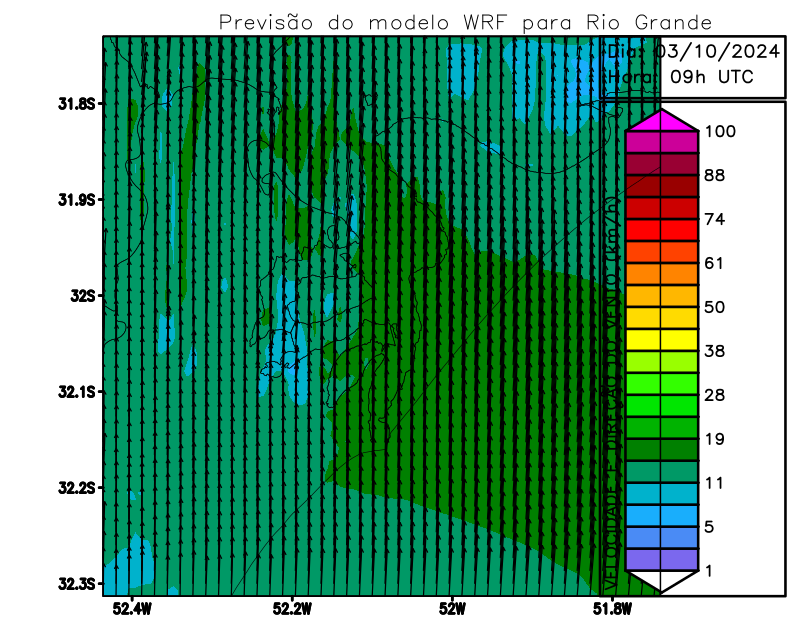 Previsão do modelo WRF para Rio Grande
Dia: 03/10/2024
Hora: 09h UTC
31.8S
31.9S
32S
32.1S
32.2S
32.3S
52.4W
52.2W
52W
51.8W
VELOCIDADE E DIREÇÃO DO VENTO (km/h)
100
88
74
61
50
38
28
19
11
5
1